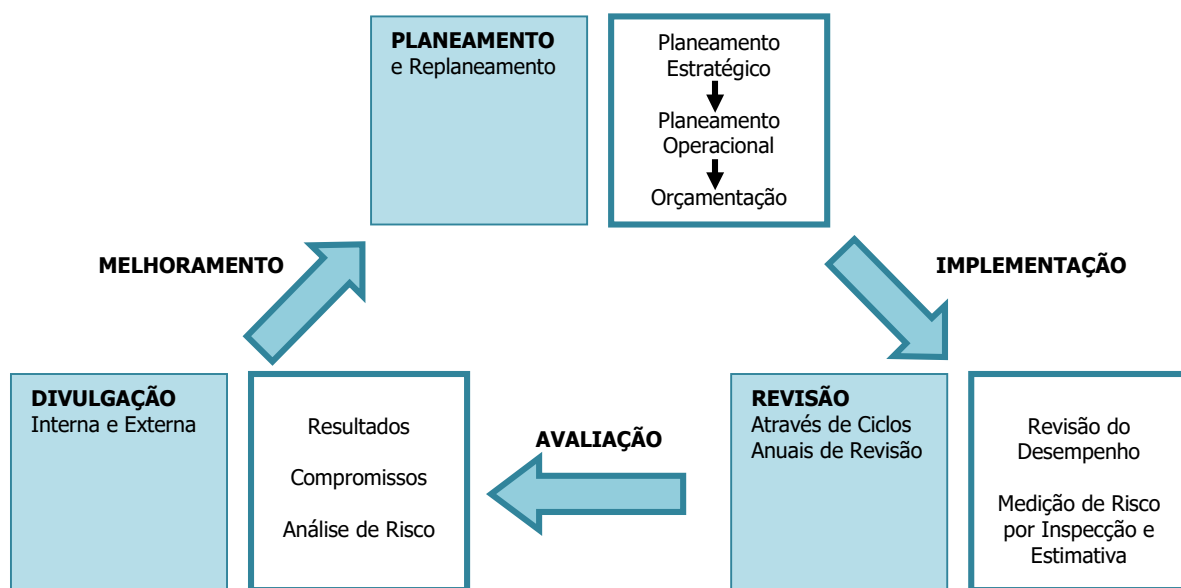 PLANEAMENTO
e Replaneamento
Planeamento
Estratégico
Planeamento
Operacional
Orçamentação
MELHORAMENTO
IMPLEMENTAÇÃO
DIVULGAÇÃO
Interna e Externa
Resultados
Compromissos
Análise de Risco
AVALIAÇÃO
REVISÃO
Através de Ciclos
Anuais de Revisão
Revisão do
Desempenho
Medição de Risco
por Inspecção e
Estimativa